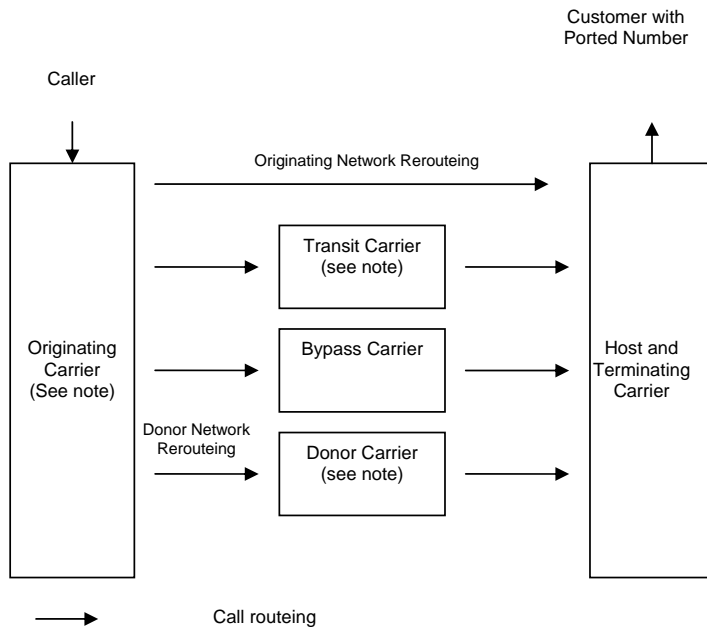 Customer with
Ported Number
Caller
Originating Network Rerouteing
Transit Carrier
(see note)
Originating
Carrier
(See note)
Bypass Carrier
Host and
Terminating
Carrier
Donor Network
Rerouteing
Donor Carrier
(see note)
Call routeing